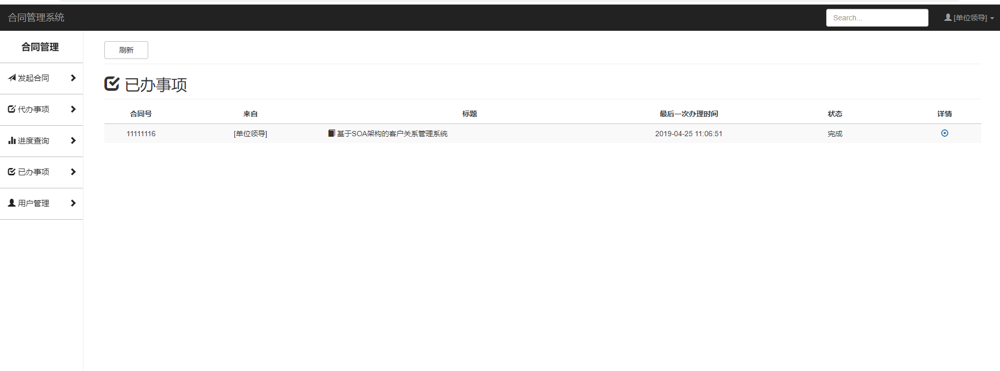 合同管理系统
Search...
[单位领导]
合同管理
发起合同
代办事项
进度查询
已办事项
用户管理
刷新
已办事项
合同号 来自 标题 最后一次办理时间 状态 详情
11111116 [单位领导] 基于SOA架构的客户关系管理系统 2019-04-25 11:06:51 完成